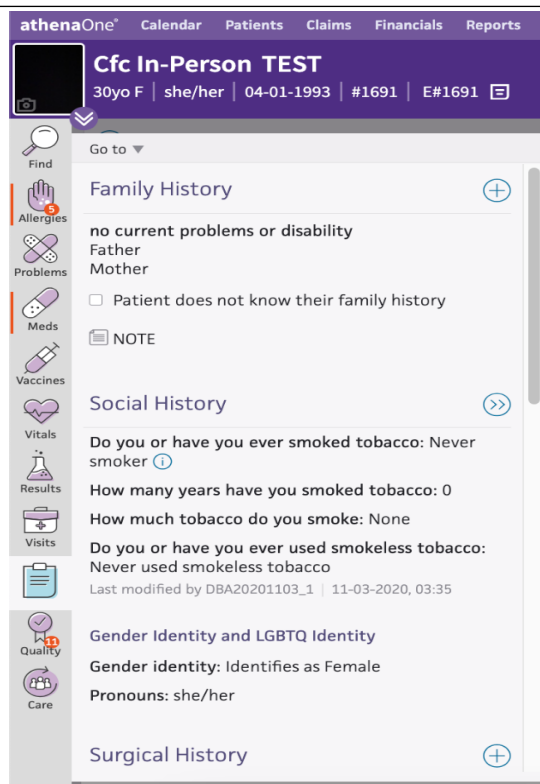 athenaOne® Calendar Patients Claims Financials Reports
Cfc In-Person TEST
30yo F | she/her | 04-01-1993 | #1691 | E#1691
Find
Allergies
5
Problems
Meds
Vaccines
Vitals
Results
Visits
Quality
11
Care
Go to
Family History
no current problems or disability
Father
Mother
Patient does not know their family history
NOTE
Social History
Do you or have you ever smoked tobacco: Never
smoker
How many years have you smoked tobacco: 0
How much tobacco do you smoke: None
Do you or have you ever used smokeless tobacco:
Never used smokeless tobacco
Last modified by DBA20201103_1 | 11-03-2020, 03:35
Gender Identity and LGBTQ Identity
Gender identity: Identifies as Female
Pronouns: she/her
Surgical History